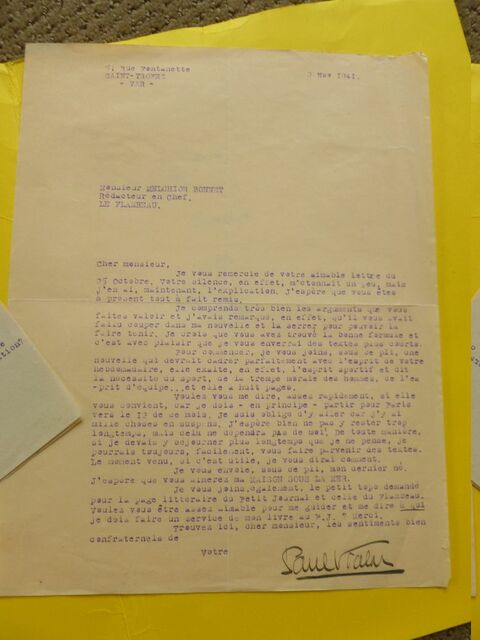 Rue Fontanette
SAINT-TROPEZ
- VAR -
Nov 1941.
Monsieur MELCHIOR BONNET
Rédacteur en Chef.
LE FLAMBEAU.
Cher monsieur,
Je vous remercie de votre aimable lettre du
25 Octobre. Votre silence, en effet, m'étonnait un peu, mais
j'en ai, maintenant, l'explication. J'espère que vous êtes
à présent tout à fait remis.
Je comprends très bien les arguments que vous
faites valoir et j'avais remarqué, en effet, qu'il vous avait
fallu couper dans ma nouvelle et la serrer pour pouvoir la
faire tenir. Je crois que vous avez trouvé la bonne formule et
c'est avec plaisir que je vous enverrai des textes plus courts.
Pour commencer, je vous joins, sous ce pli, une
nouvelle qui devrait cadrer parfaitement avec l'esprit de votre
hebdomadaire, elle exalte, en effet, l'esprit sportif et dit
la nécessité du sport, de la trempe morale des hommes, de l'es
-prit d'équipe...et elle a huit pages.
Voulez vous me dire, assez rapidement, si elle
vous convient, car je dois - en principe - partir pour Paris
vers le de ce mois. Je suis obligé d'y aller car j'y ai
mille choses en suspens. J'espère bien ne pas y rester trop
longtemps, mais cela ne dépendra pas de moi. De toute manière,
si je devais y séjourner plus longtemps que je ne pense, je
pourrais toujours, facilement, vous faire parvenir des textes.
Le moment venu, si c'est utile, je vous dirai comment.
Je vous envoie, sous ce pli, mon dernier né.
J'espère que vous aimerez ma MAISON SOUS LA MER.
Je vous joins, également, le petit topo demandé
pour la page littéraire du Petit Journal et celle du Flambeau.
Voulez vous être assez aimable pour me guider et me dire à qui
je dois faire un service de mon livre au P.J. ? Merci.
Trouvez ici, cher monsieur, les sentiments bien
confraternels de
Votre
Paul Vialar